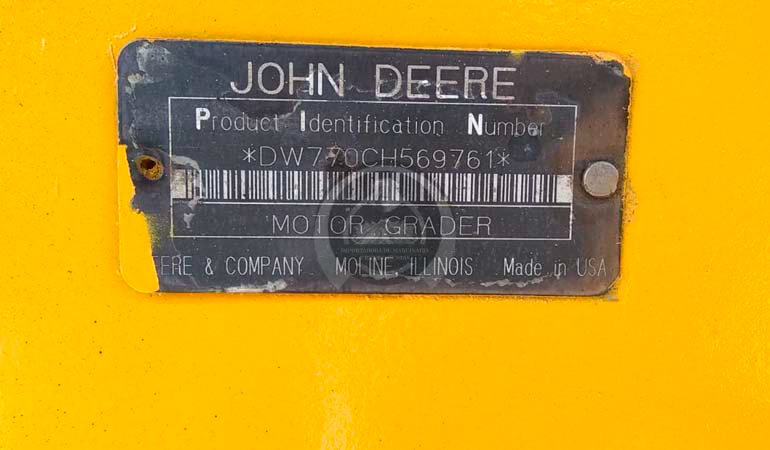 JOHN DEERE
Product Identification Number
*DW770CH569761*
MOTOR GRADER
EERE & COMPANY MOLINE, ILLINOIS Made in USA